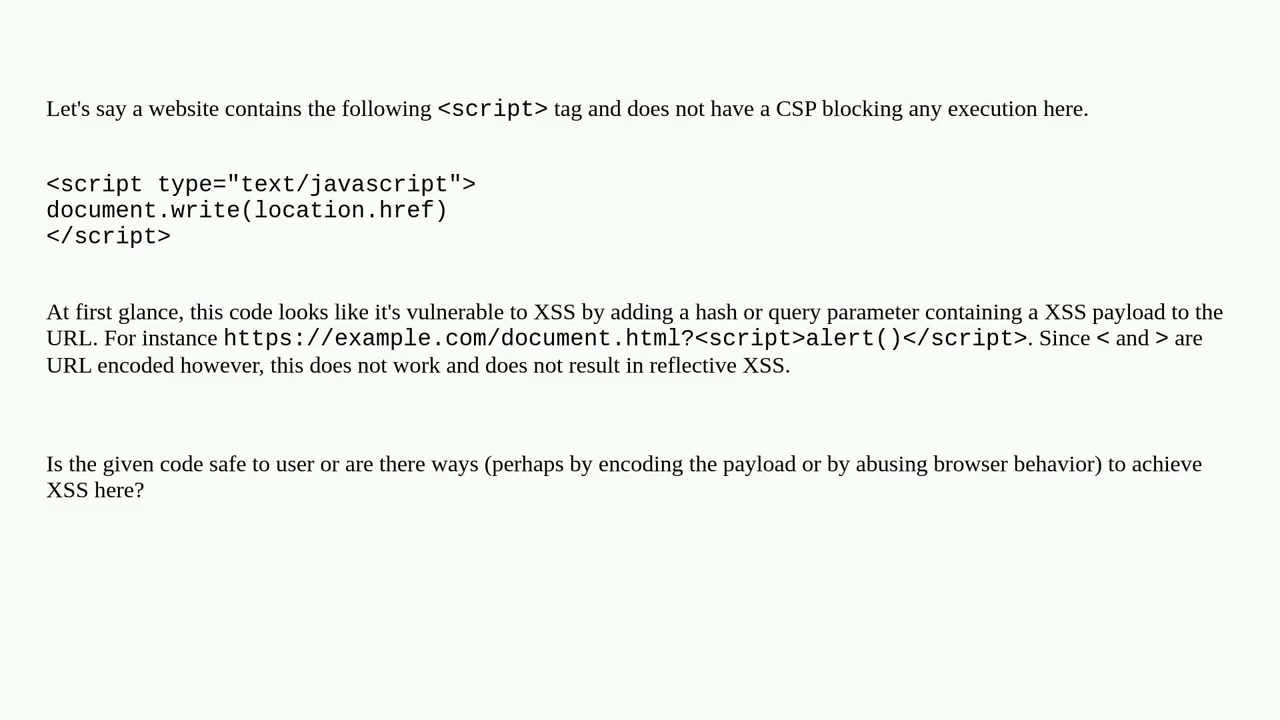 Let's say a website contains the following <script> tag and does not have a CSP blocking any execution here.
<script type="text/javascript">
document.write(location.href)
</script>
At first glance, this code looks like it's vulnerable to XSS by adding a hash or query parameter containing a XSS payload to the
URL. For instance https://example.com/document.html?<script>alert()</script>. Since < and > are
URL encoded however, this does not work and does not result in reflective XSS.
Is the given code safe to user or are there ways (perhaps by encoding the payload or by abusing browser behavior) to achieve
XSS here?